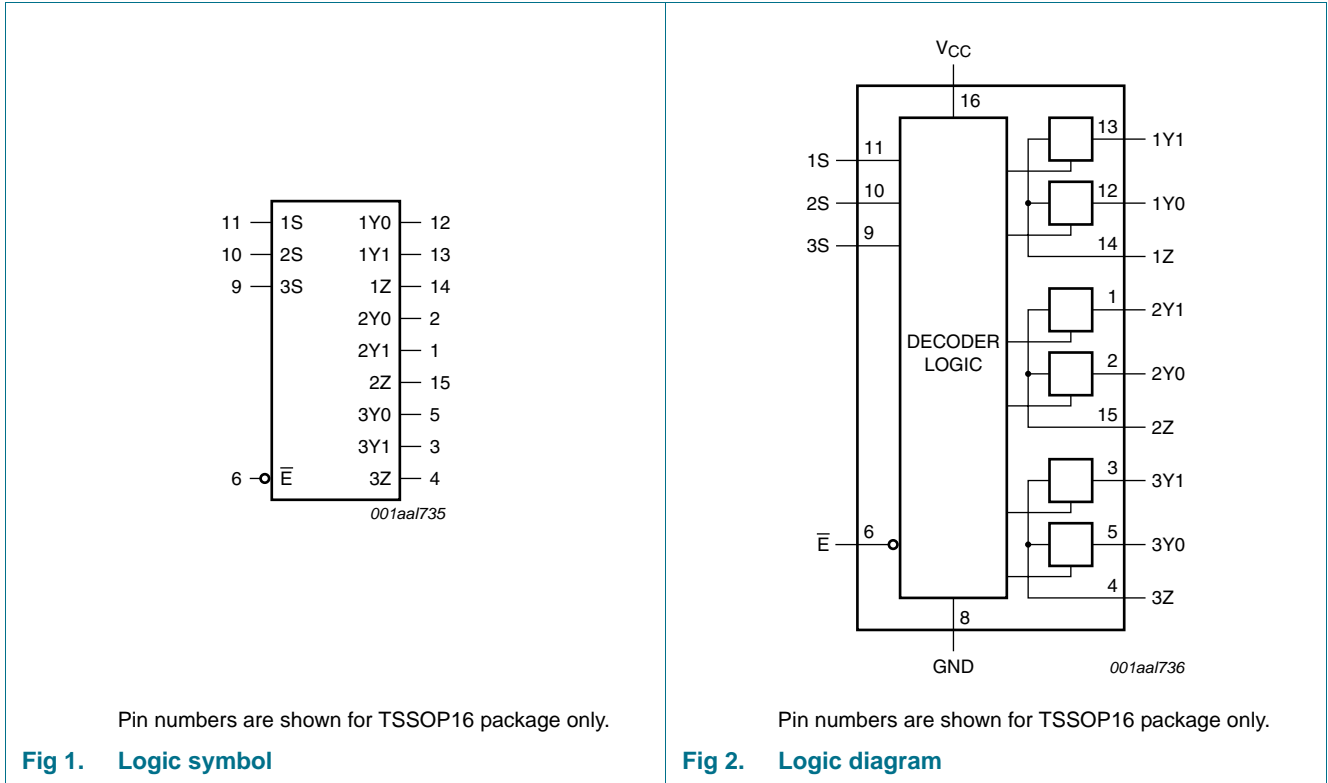 11 1S 1Y0 12
10 2S 1Y1 13
9 3S 1Z 14
2Y0 2
2Y1 1
2Z 15
3Y0 5
3Y1 3
6 E̅ 3Z 4
001aal735
Pin numbers are shown for TSSOP16 package only.
Fig 1. Logic symbol
VCC
16
13 1Y1
1S 11
10 12 1Y0
2S
9
3S
14 1Z
1 2Y1
DECODER
LOGIC
2 2Y0
15 2Z
3 3Y1
E̅ 6
5 3Y0
4 3Z
8
GND
001aal736
Pin numbers are shown for TSSOP16 package only.
Fig 2. Logic diagram